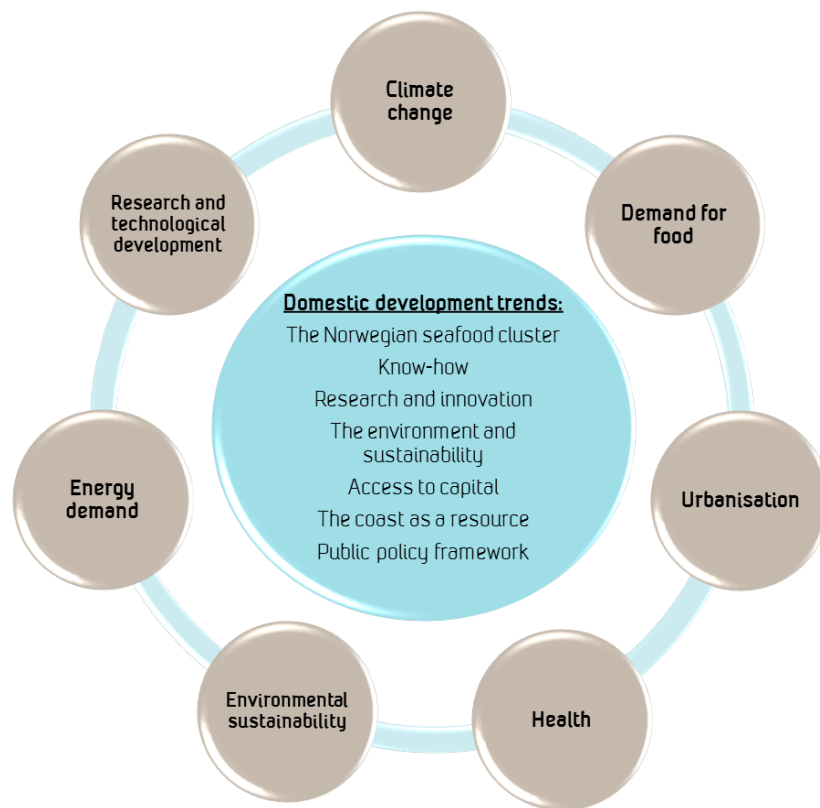 Climate
change
Demand for
food
Urbanisation
Health
Environmental
sustainability
Energy
demand
Research and
technological
development
Domestic development trends:
The Norwegian seafood cluster
Know-how
Research and innovation
The environment and
sustainability
Access to capital
The coast as a resource
Public policy framework